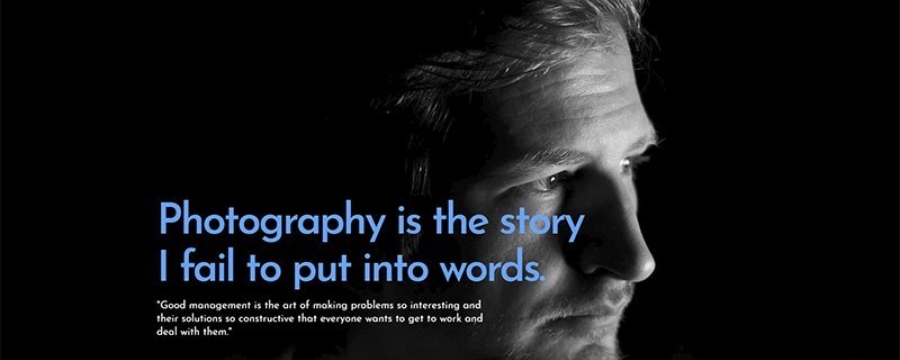 Photography is the story
I fail to put into words.
"Good management is the art of making problems so interesting and
their solutions so constructive that everyone wants to get to work and
deal with them."